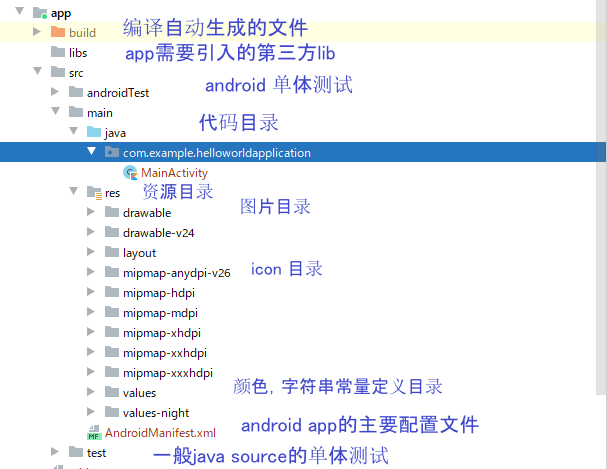 app
build 编译自动生成的文件
libs app需要引入的第三方lib
src
androidTest android 单体测试
main
java 代码目录
com.example.helloworldapplication
MainActivity
res 资源目录
drawable 图片目录
drawable-v24
layout
mipmap-anydpi-v26 icon 目录
mipmap-hdpi
mipmap-mdpi
mipmap-xhdpi
mipmap-xxhdpi
mipmap-xxxhdpi
values 颜色，字符串常量定义目录
values-night
MF AndroidManifest.xml android app的主要配置文件
test 一般java source的单体测试